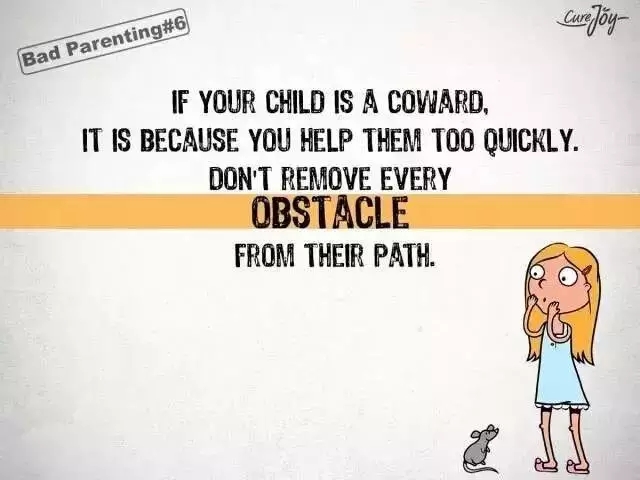 Bad Parenting#6
CureJoy
IF YOUR CHILD IS A COWARD,
IT IS BECAUSE YOU HELP THEM TOO QUICKLY.
DON'T REMOVE EVERY
OBSTACLE
FROM THEIR PATH.